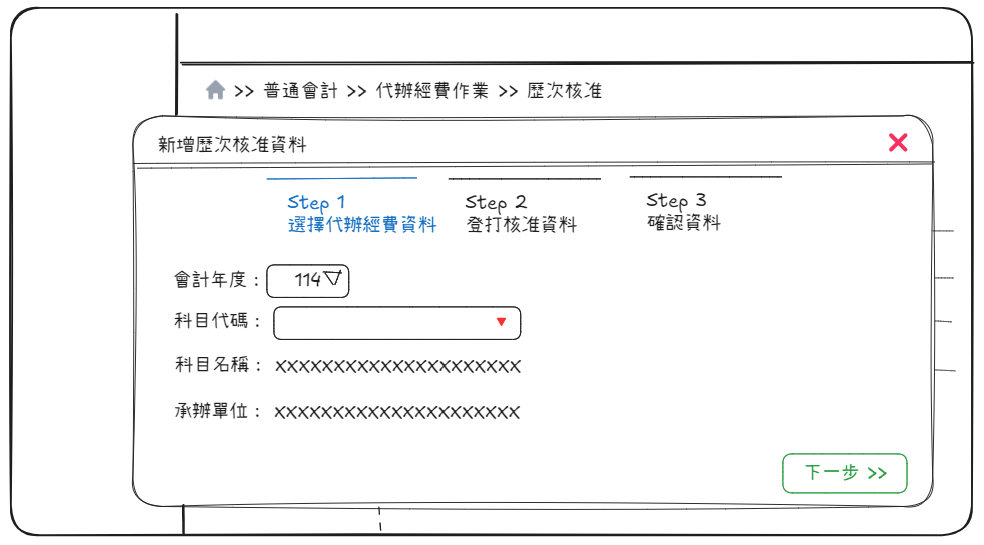 >> 普通會計 >> 代辦經費作業 >> 歷次核准
新增歷次核准資料
Step 1
選擇代辦經費資料
Step 2
登打核准資料
Step 3
確認資料
會計年度： 114
科目代碼：
科目名稱： XXXXXXXXXXXXXXXXXXXXX
承辦單位： XXXXXXXXXXXXXXXXXXXXX
下一步 >>